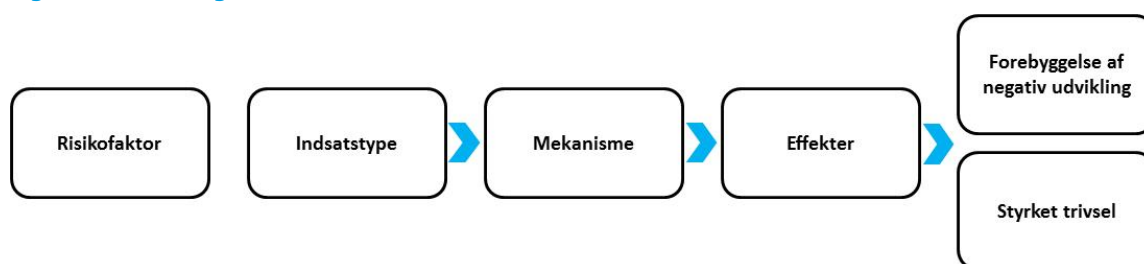 Risikofaktor
Indsatstype
Mekanisme
Effekter
Forebyggelse af
negativ udvikling
Styrket trivsel